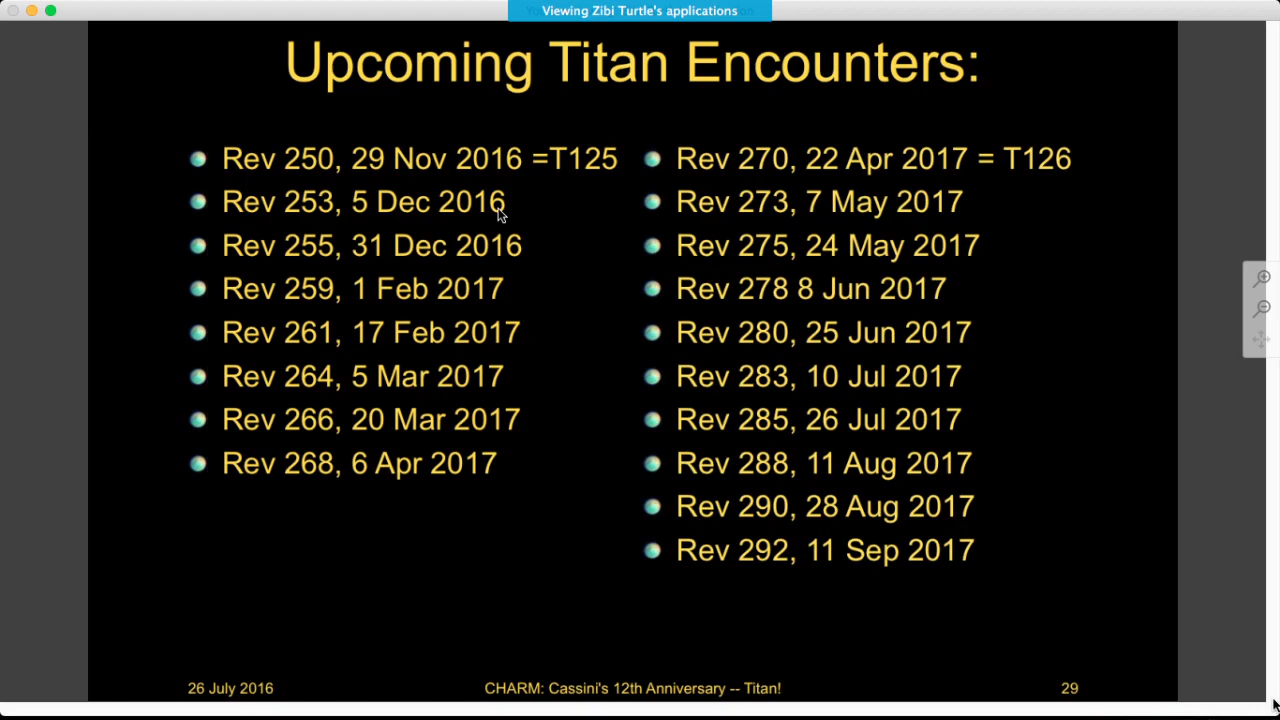 Viewing Zibi Turtle's applications
Upcoming Titan Encounters:
Rev 250, 29 Nov 2016 =T125
Rev 253, 5 Dec 2016
Rev 255, 31 Dec 2016
Rev 259, 1 Feb 2017
Rev 261, 17 Feb 2017
Rev 264, 5 Mar 2017
Rev 266, 20 Mar 2017
Rev 268, 6 Apr 2017
Rev 270, 22 Apr 2017 = T126
Rev 273, 7 May 2017
Rev 275, 24 May 2017
Rev 278 8 Jun 2017
Rev 280, 25 Jun 2017
Rev 283, 10 Jul 2017
Rev 285, 26 Jul 2017
Rev 288, 11 Aug 2017
Rev 290, 28 Aug 2017
Rev 292, 11 Sep 2017
26 July 2016 CHARM: Cassini's 12th Anniversary -- Titan! 29